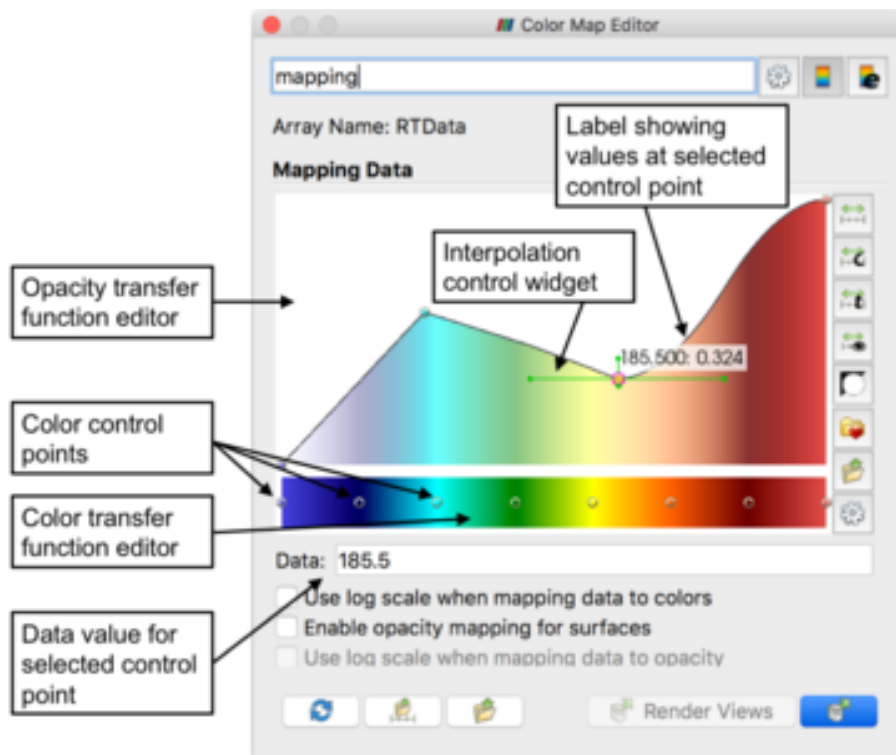 Color Map Editor
mapping
Array Name: RTData
Mapping Data
Label showing
values at selected
control point
Interpolation
control widget
Opacity transfer
function editor
185.500: 0.324
Color control
points
Color transfer
function editor
Data: 185.5
Use log scale when mapping data to colors
Enable opacity mapping for surfaces
Use log scale when mapping data to opacity
Data value for
selected control
point
Render Views